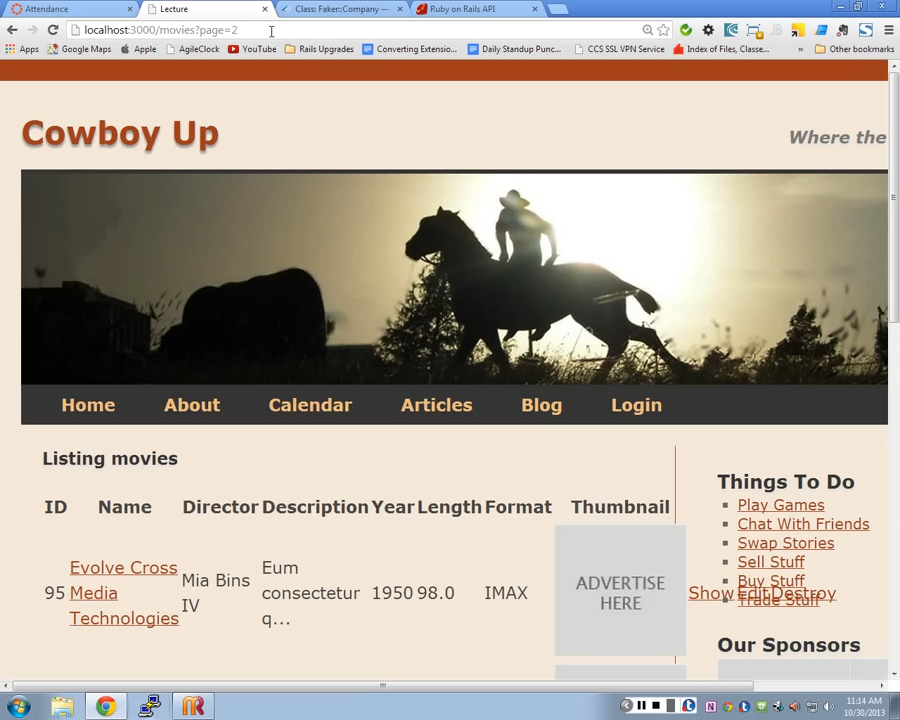 Attendance
Lecture
Class: Faker::Company —
Ruby on Rails API
localhost:3000/movies?page=2
Apps
Google Maps
Apple
AgileClock
YouTube
Rails Upgrades
Converting Extensio...
Daily Standup Punc...
CCS SSL VPN Service
Index of Files, Classe...
»
Other bookmarks
Cowboy Up
Where the
Home
About
Calendar
Articles
Blog
Login
Listing movies
ID Name Director Description Year Length Format Thumbnail
95 Evolve Cross Media Technologies Mia Bins IV Eum consectetur q... 1950 98.0 IMAX
ADVERTISE
HERE
Show Edit Destroy
Things To Do
Play Games
Chat With Friends
Swap Stories
Sell Stuff
Buy Stuff
Trade Stuff
Our Sponsors
11:14 AM
10/30/2013